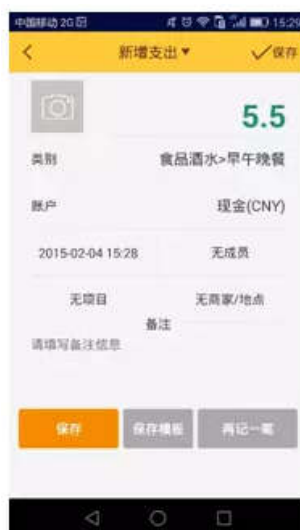 中国移动 2G 15:29
新增支出▼ 保存
5.5
类别 食品酒水>早午晚餐
账户 现金(CNY)
2015-02-04 15:28 无成员
无项目 无商家/地点
备注
请填写备注信息
保存 保存模板 再记一笔